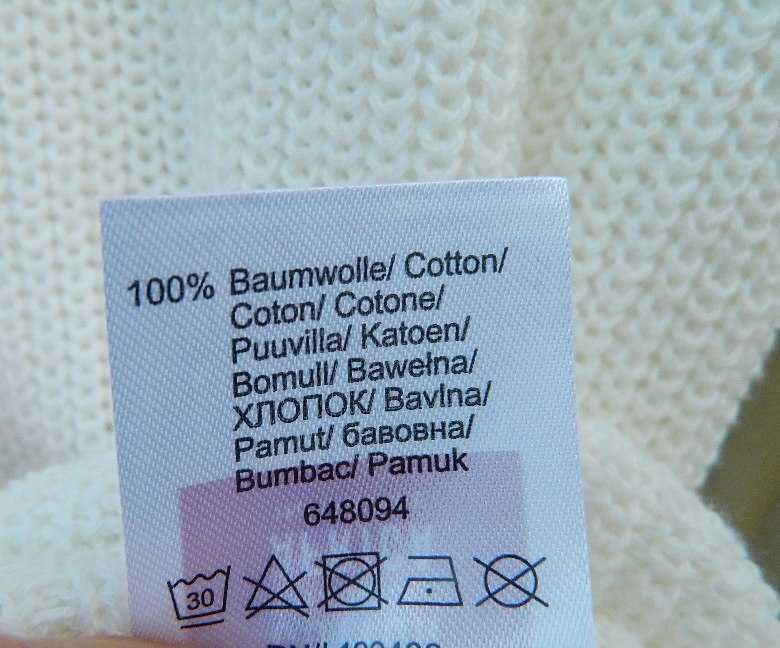 100% Baumwolle/ Cotton/
Coton/ Cotone/
Puuvilla/ Katoen/
Bomull/ Bawełna/
ХЛОПОК/ Bavlna/
Pamut/ бавовна/
Bumbac/ Pamuk
648094
30